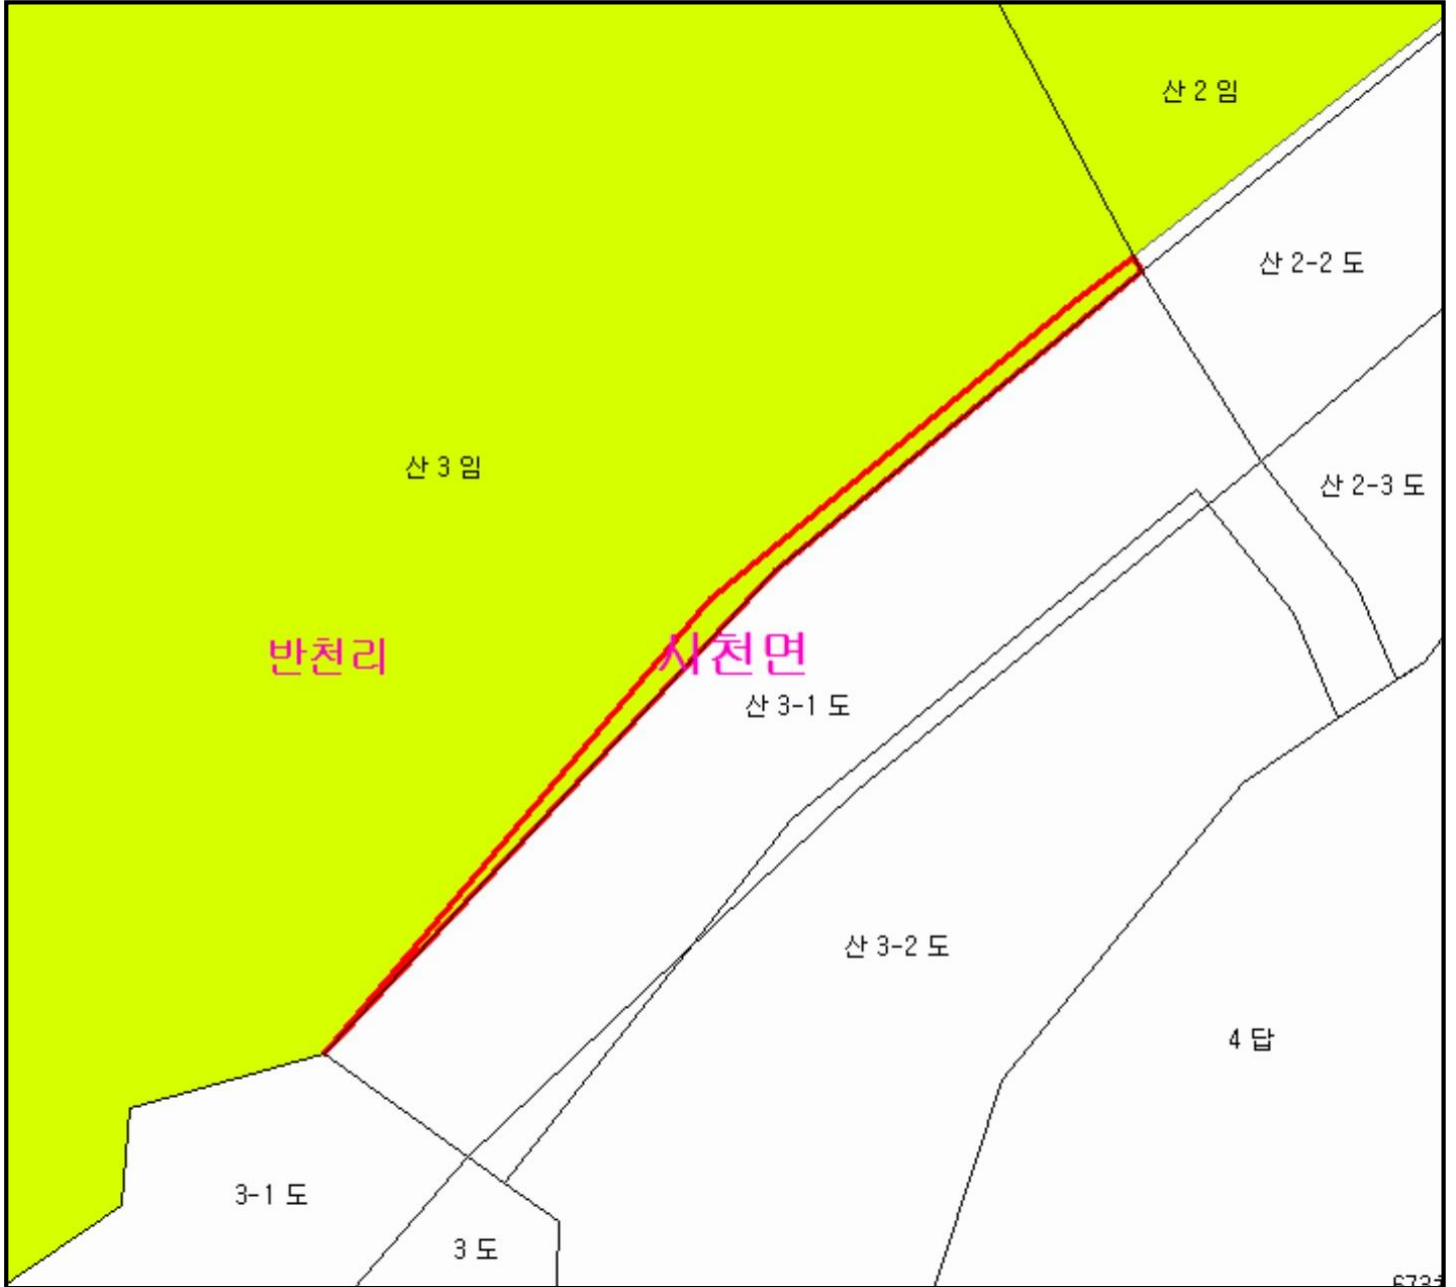 산 2 임
산 2-2 도
산 3 임
산 2-3 도
반천리
시천면
산 3-1 도
산 3-2 도
4 답
3-1 도
3 도